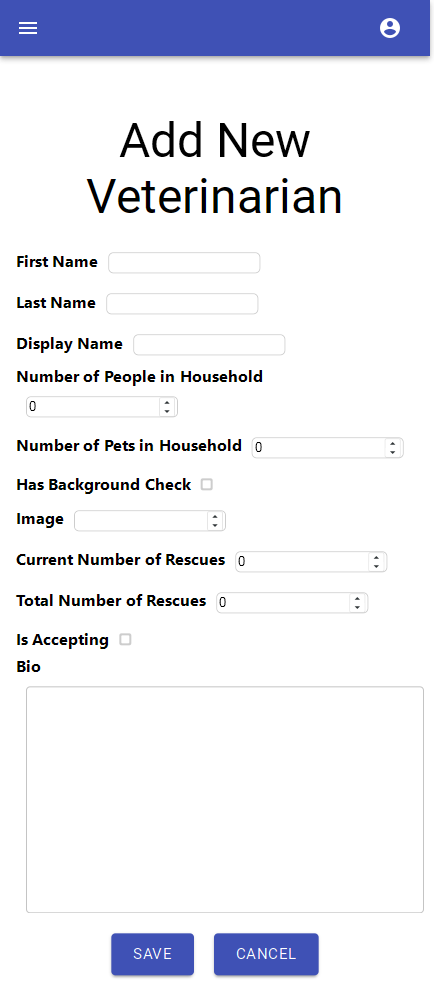 Add New
Veterinarian
First Name
Last Name
Display Name
Number of People in Household
0
Number of Pets in Household 0
Has Background Check
Image
Current Number of Rescues 0
Total Number of Rescues 0
Is Accepting
Bio
SAVE CANCEL